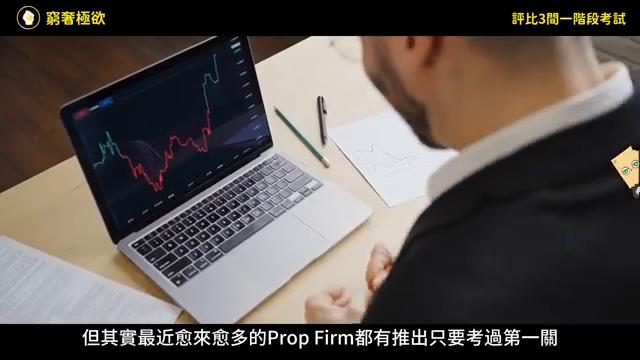 窮奢極欲
評比3間一階段考試
但其實最近愈來愈多的Prop Firm都有推出只要考過第一關